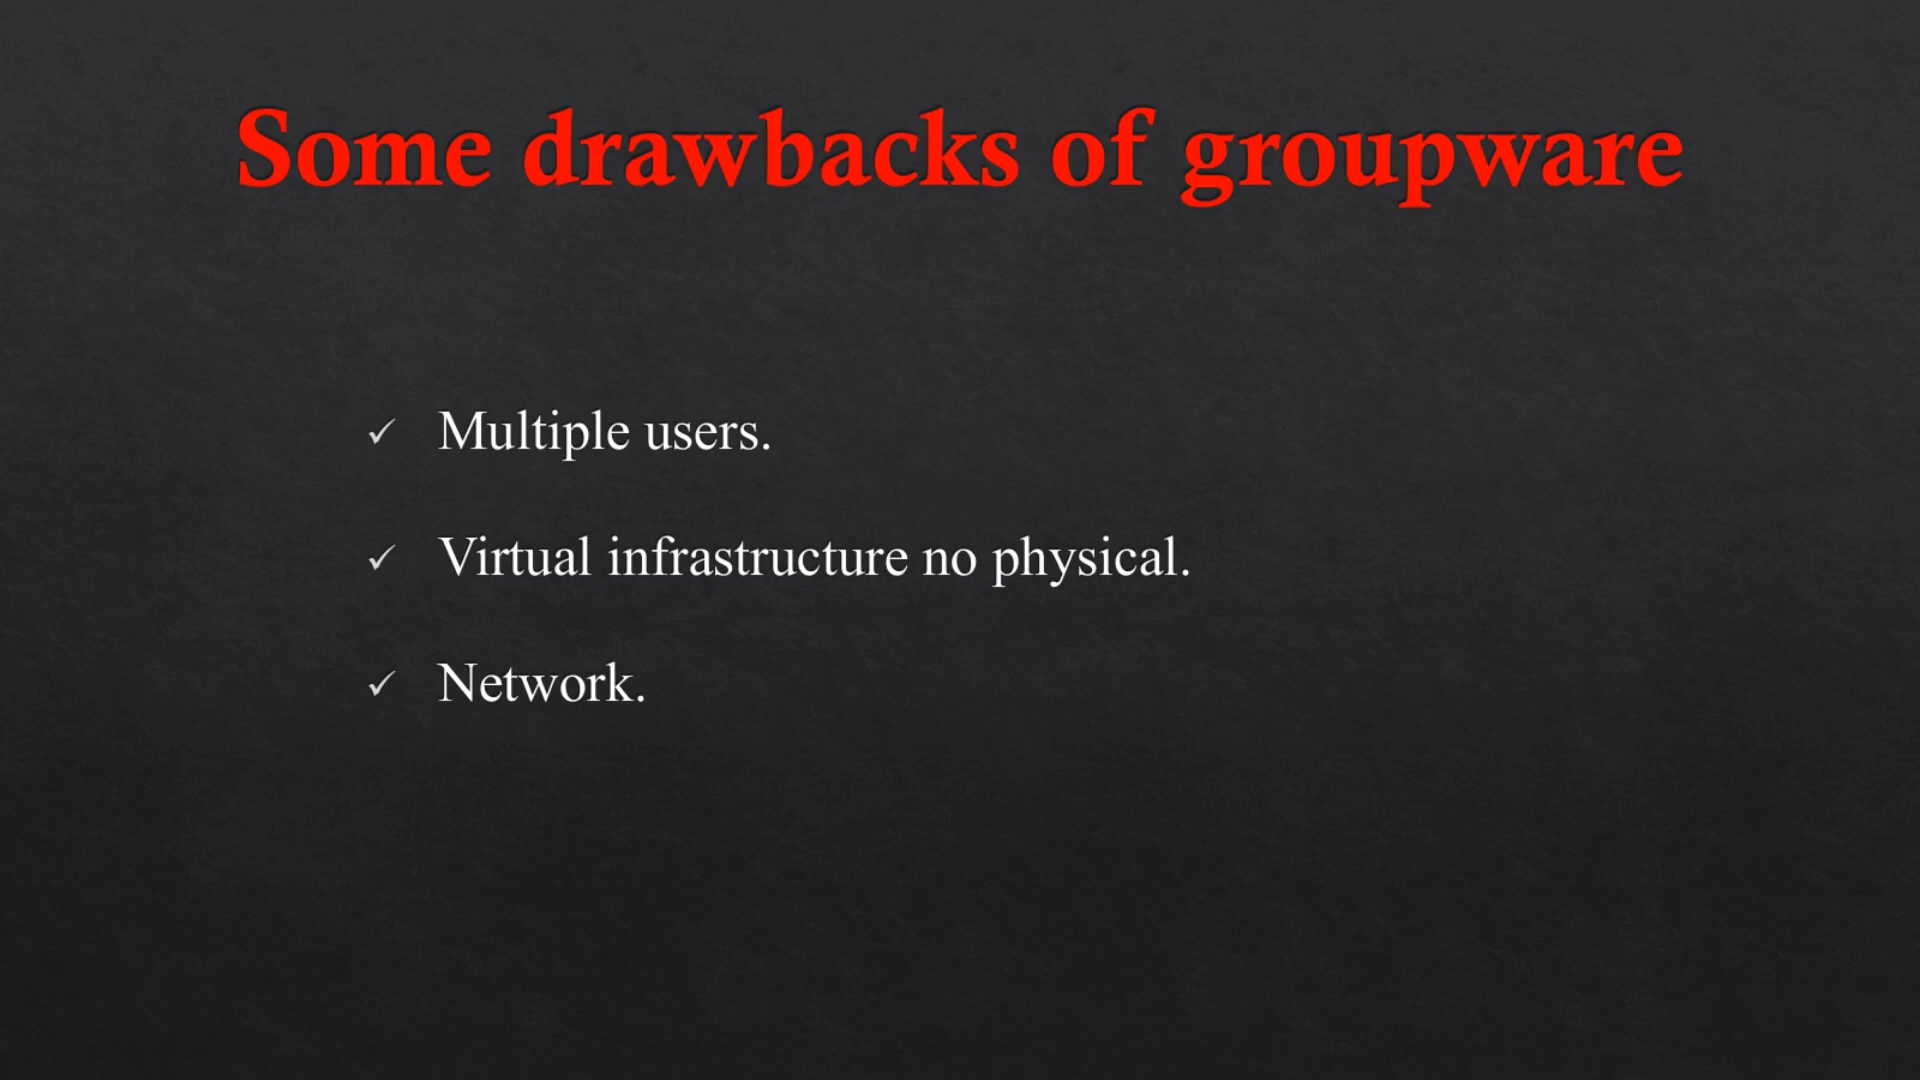 Some drawbacks of groupware
✓ Multiple users.
✓ Virtual infrastructure no physical.
✓ Network.